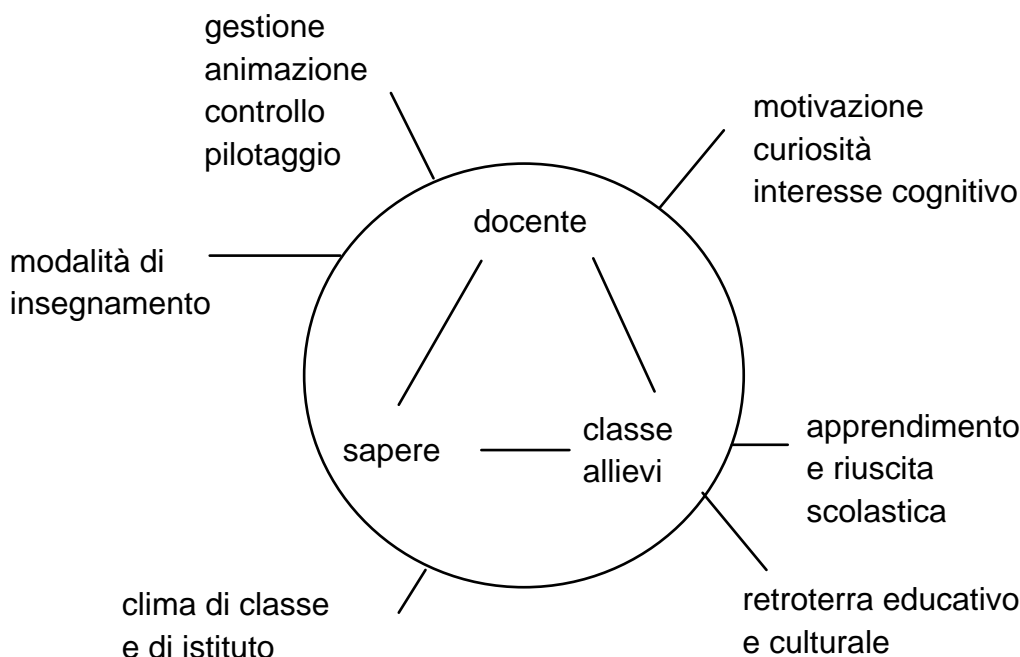 gestione
animazione
controllo
pilotaggio
motivazione
curiosità
interesse cognitivo
docente
modalità di
insegnamento
sapere
classe
allievi
apprendimento
e riuscita
scolastica
clima di classe
e di istituto
retroterra educativo
e culturale